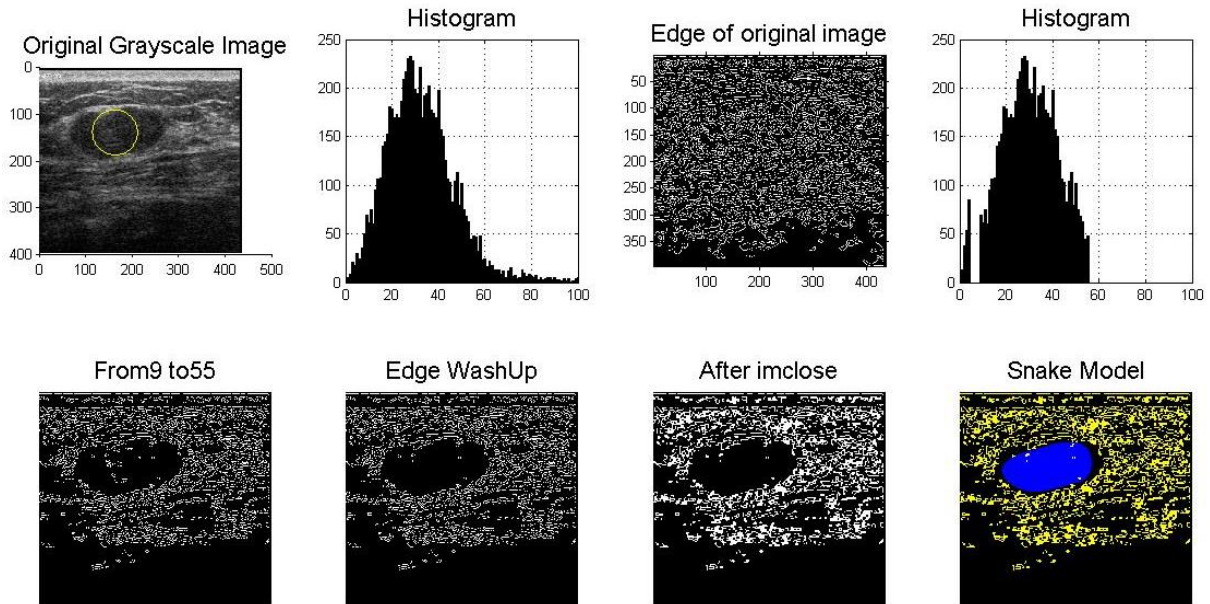 Original Grayscale Image
0
100
200
300
400
0 100 200 300 400 500
Histogram
250
200
150
100
50
0
0 20 40 60 80 100
Edge of original image
50
100
150
200
250
300
350
100 200 300 400
Histogram
250
200
150
100
50
0
0 20 40 60 80 100
From9 to55
Edge WashUp
After imclose
Snake Model